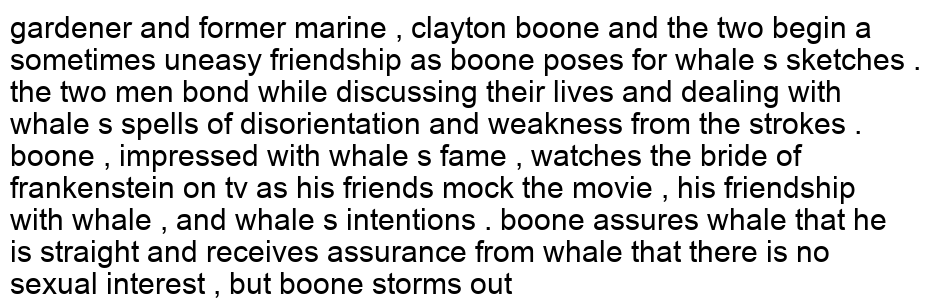 gardener and former marine , clayton boone and the two begin a
sometimes uneasy friendship as boone poses for whale s sketches .
the two men bond while discussing their lives and dealing with
whale s spells of disorientation and weakness from the strokes .
boone , impressed with whale s fame , watches the bride of
frankenstein on tv as his friends mock the movie , his friendship
with whale , and whale s intentions . boone assures whale that he
is straight and receives assurance from whale that there is no
sexual interest , but boone storms out